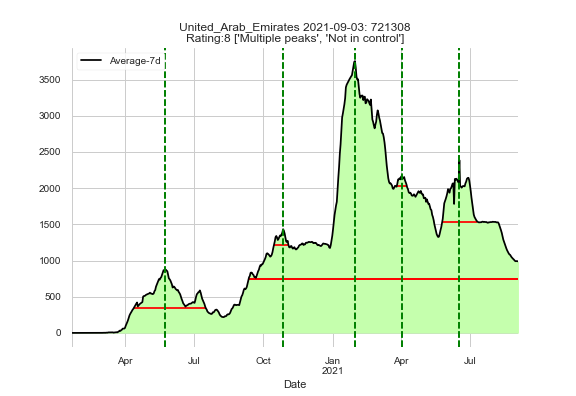 United_Arab_Emirates 2021-09-03: 721308
Rating:8 ['Multiple peaks', 'Not in control']
Average-7d
3500
3000
2500
2000
1500
1000
500
0
Apr Jul Oct Jan Apr Jul
2021
Date